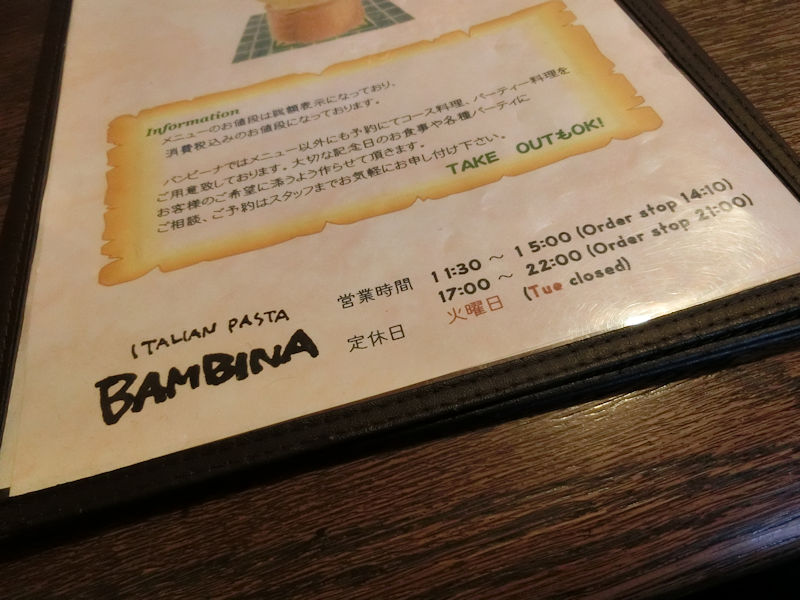 Information
メニューのお値段は総額表示になっており、
消費税込みのお値段になっております。
バンビーナではメニュー以外にも予約にてコース料理、パーティー料理を
ご用意致しております。大切な記念日のお食事や各種パーティに
お客様のご希望に添うよう作らせて頂きます。
ご相談、ご予約はスタッフまでお気軽にお申し付け下さい。
TAKE OUTもOK!
営業時間 11:30 ～ 15:00 (Order stop 14:10)
17:00 ～ 22:00 (Order stop 21:00)
定休日 火曜日 (Tue closed)
ITALIAN PASTA
BAMBINA